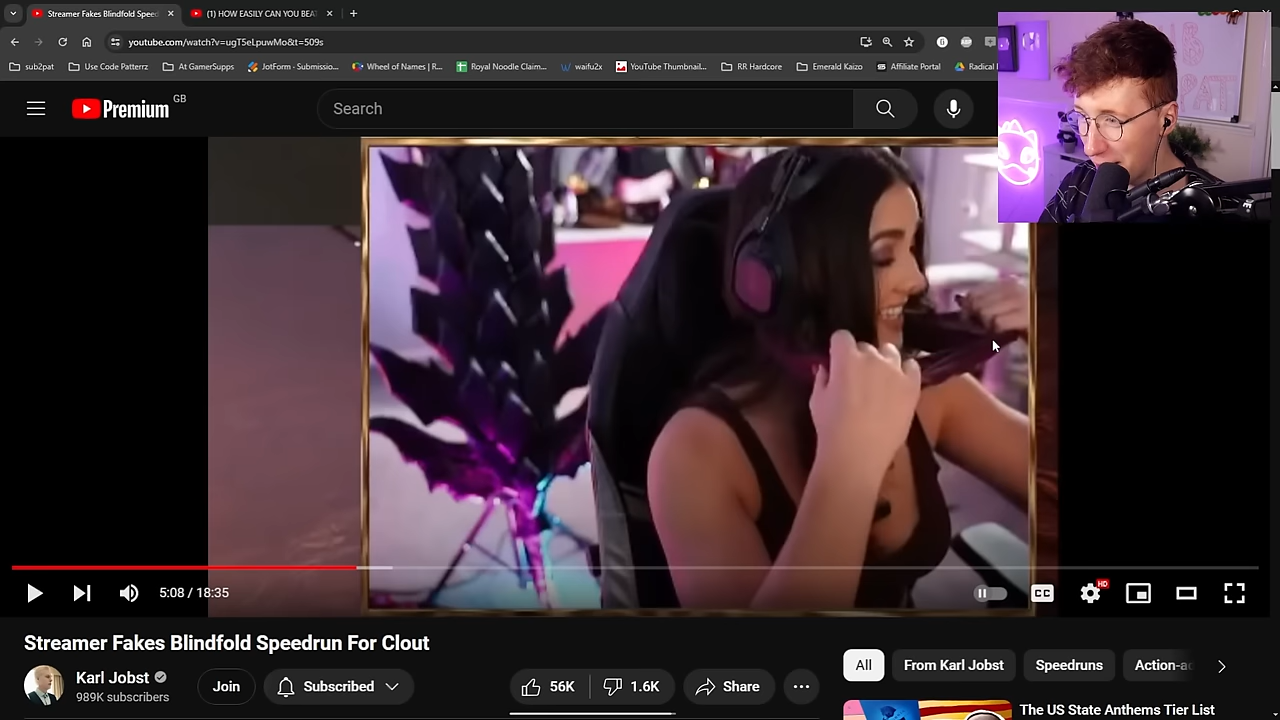 Streamer Fakes Blindfold Speed
(1) HOW EASILY CAN YOU BEAT
youtube.com/watch?v=ugT5eLpuwMo&t=509s
sub2pat
Use Code Patterrz
At GamerSupps
JotForm - Submissio...
Wheel of Names | R...
Royal Noodle Claim...
waifu2x
YouTube Thumbnail...
RR Hardcore
Emerald Kaizo
Affiliate Portal
Radical
Premium GB
Search
5:08 / 18:35
CC
HD
Streamer Fakes Blindfold Speedrun For Clout
Karl Jobst
989K subscribers
Join
Subscribed
56K
1.6K
Share
All
From Karl Jobst
Speedruns
Action-ad
The US State Anthems Tier List